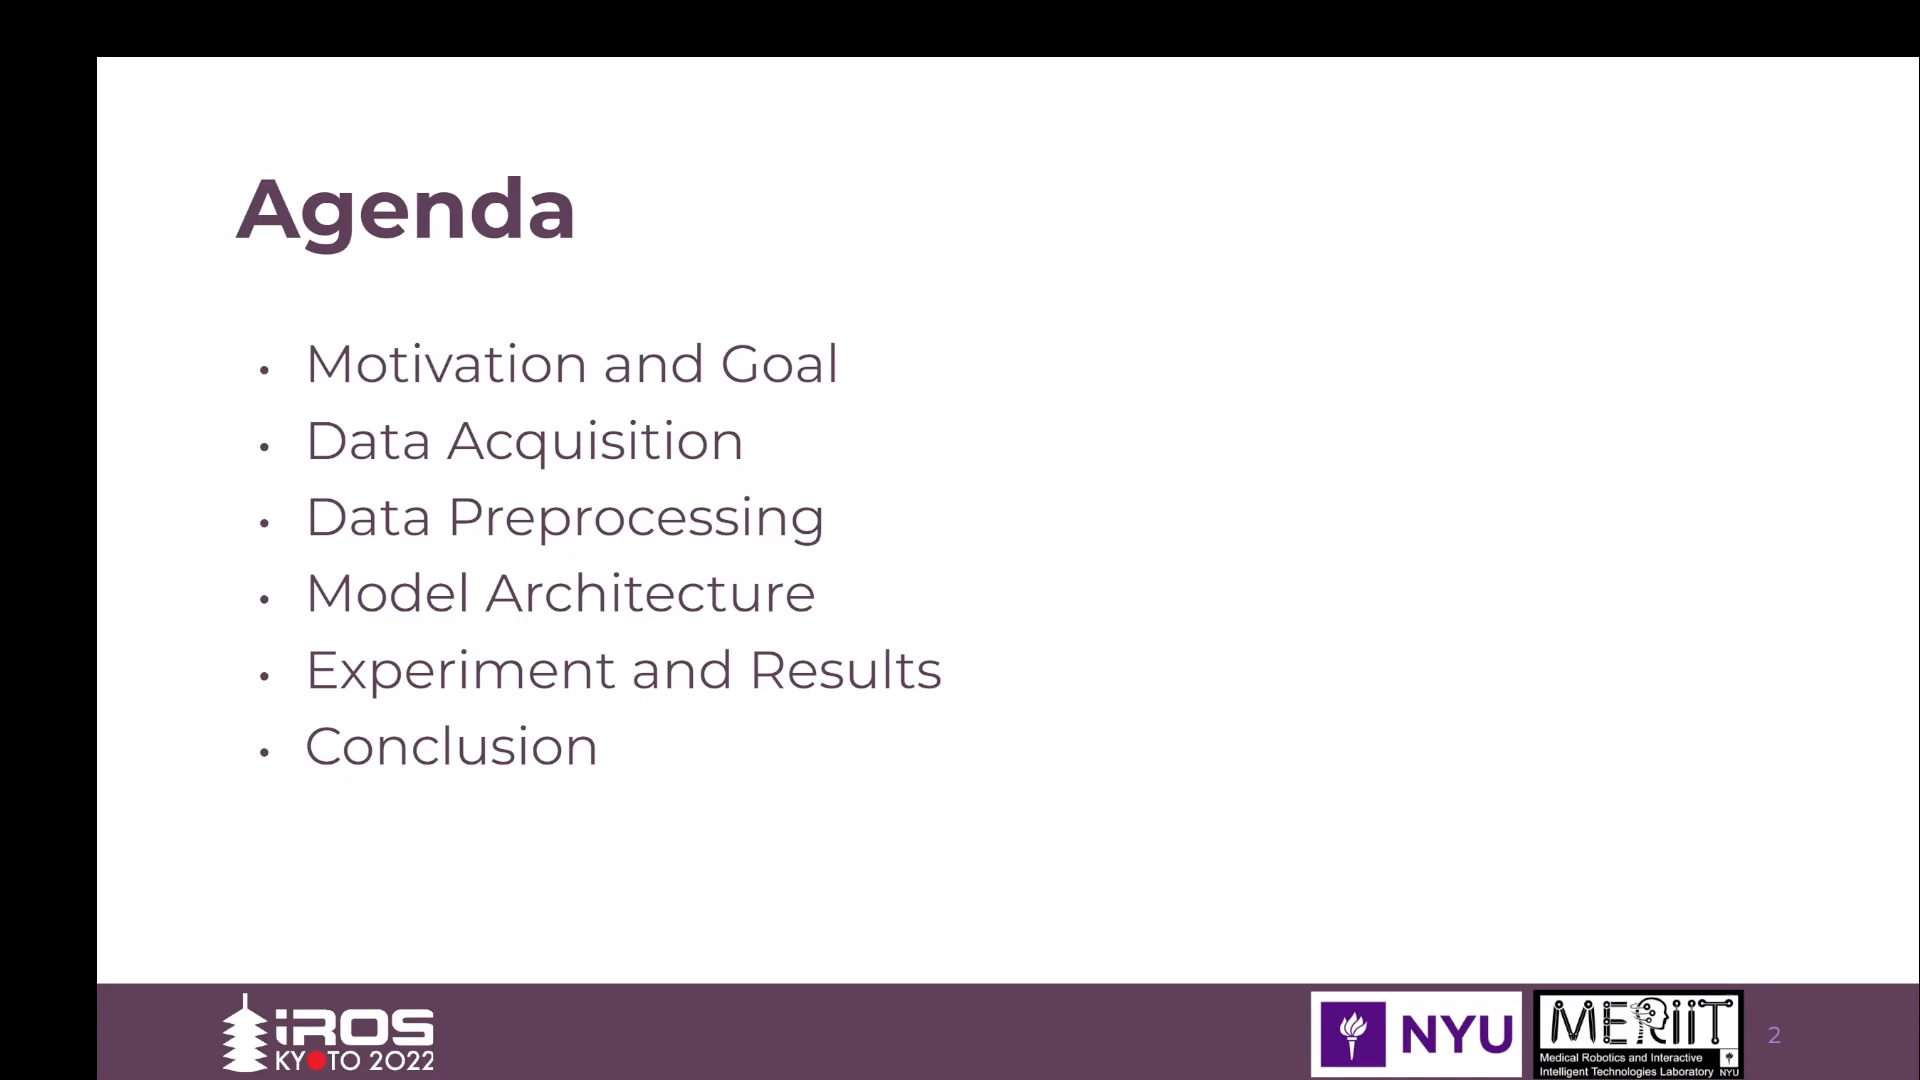 Agenda
• Motivation and Goal
• Data Acquisition
• Data Preprocessing
• Model Architecture
• Experiment and Results
• Conclusion
iROS
KYOTO 2022
NYU
MERIIT
Medical Robotics and Interactive
Intelligent Technologies Laboratory
NYU
2